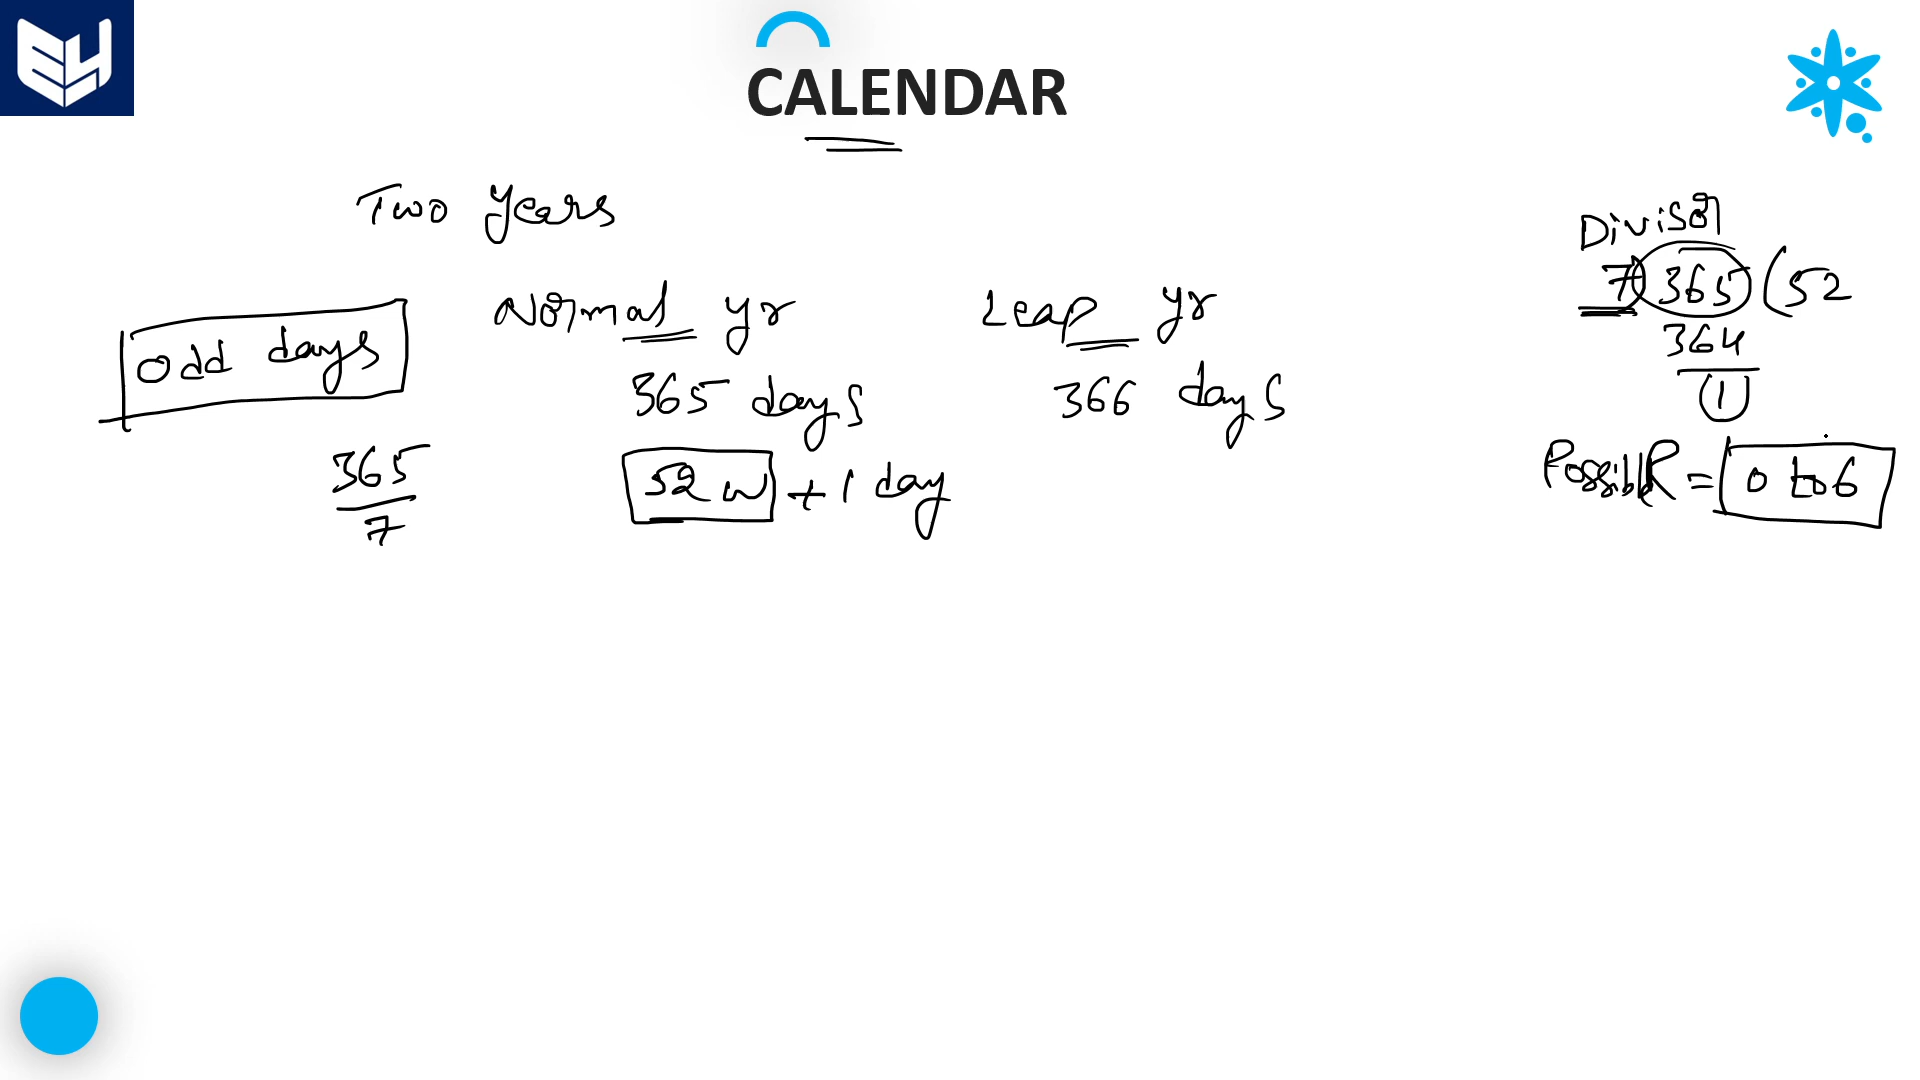 CALENDAR
Two Years
Normal yr
Leap yr
odd days
365 days
366 days
365
7
52 w + 1 day
Divisor
7) 365 (52
364
1
Possible R = 0 to 6